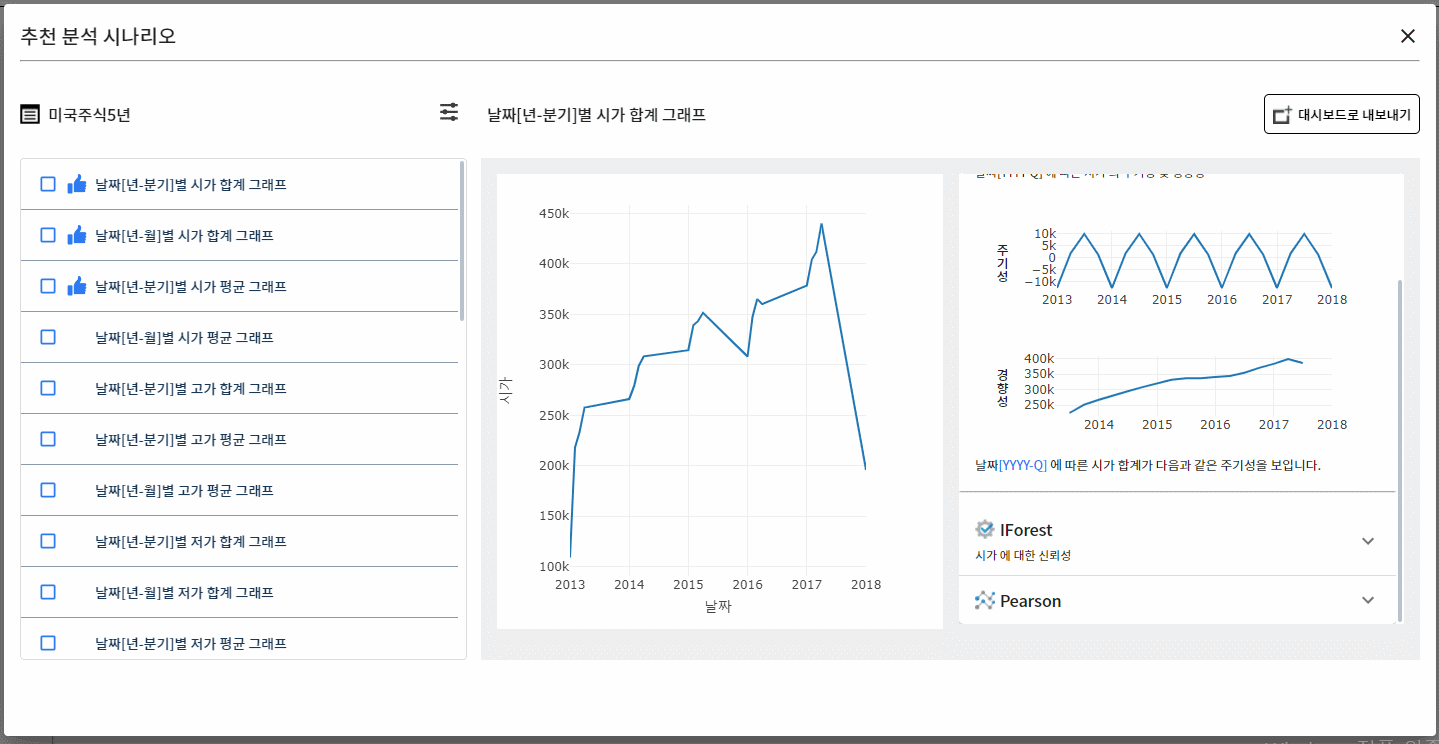 추천 분석 시나리오
미국주식5년
날짜[년-분기]별 시가 합계 그래프
대시보드로 내보내기
날짜[년-분기]별 시가 합계 그래프
날짜[년-월]별 시가 합계 그래프
날짜[년-분기]별 시가 평균 그래프
날짜[년-월]별 시가 평균 그래프
날짜[년-분기]별 고가 합계 그래프
날짜[년-분기]별 고가 평균 그래프
날짜[년-월]별 고가 평균 그래프
날짜[년-분기]별 저가 합계 그래프
날짜[년-월]별 저가 합계 그래프
날짜[년-분기]별 저가 평균 그래프
450k
400k
350k
300k
250k
200k
150k
100k
시가
2013 2014 2015 2016 2017 2018
날짜
주기성
10k
5k
0
−5k
−10k
2013 2014 2015 2016 2017 2018
경향성
400k
350k
300k
250k
2014 2015 2016 2017 2018
날짜[YYYY-Q] 에 따른 시가 합계가 다음과 같은 주기성을 보입니다.
IForest
시가 에 대한 신뢰성
Pearson